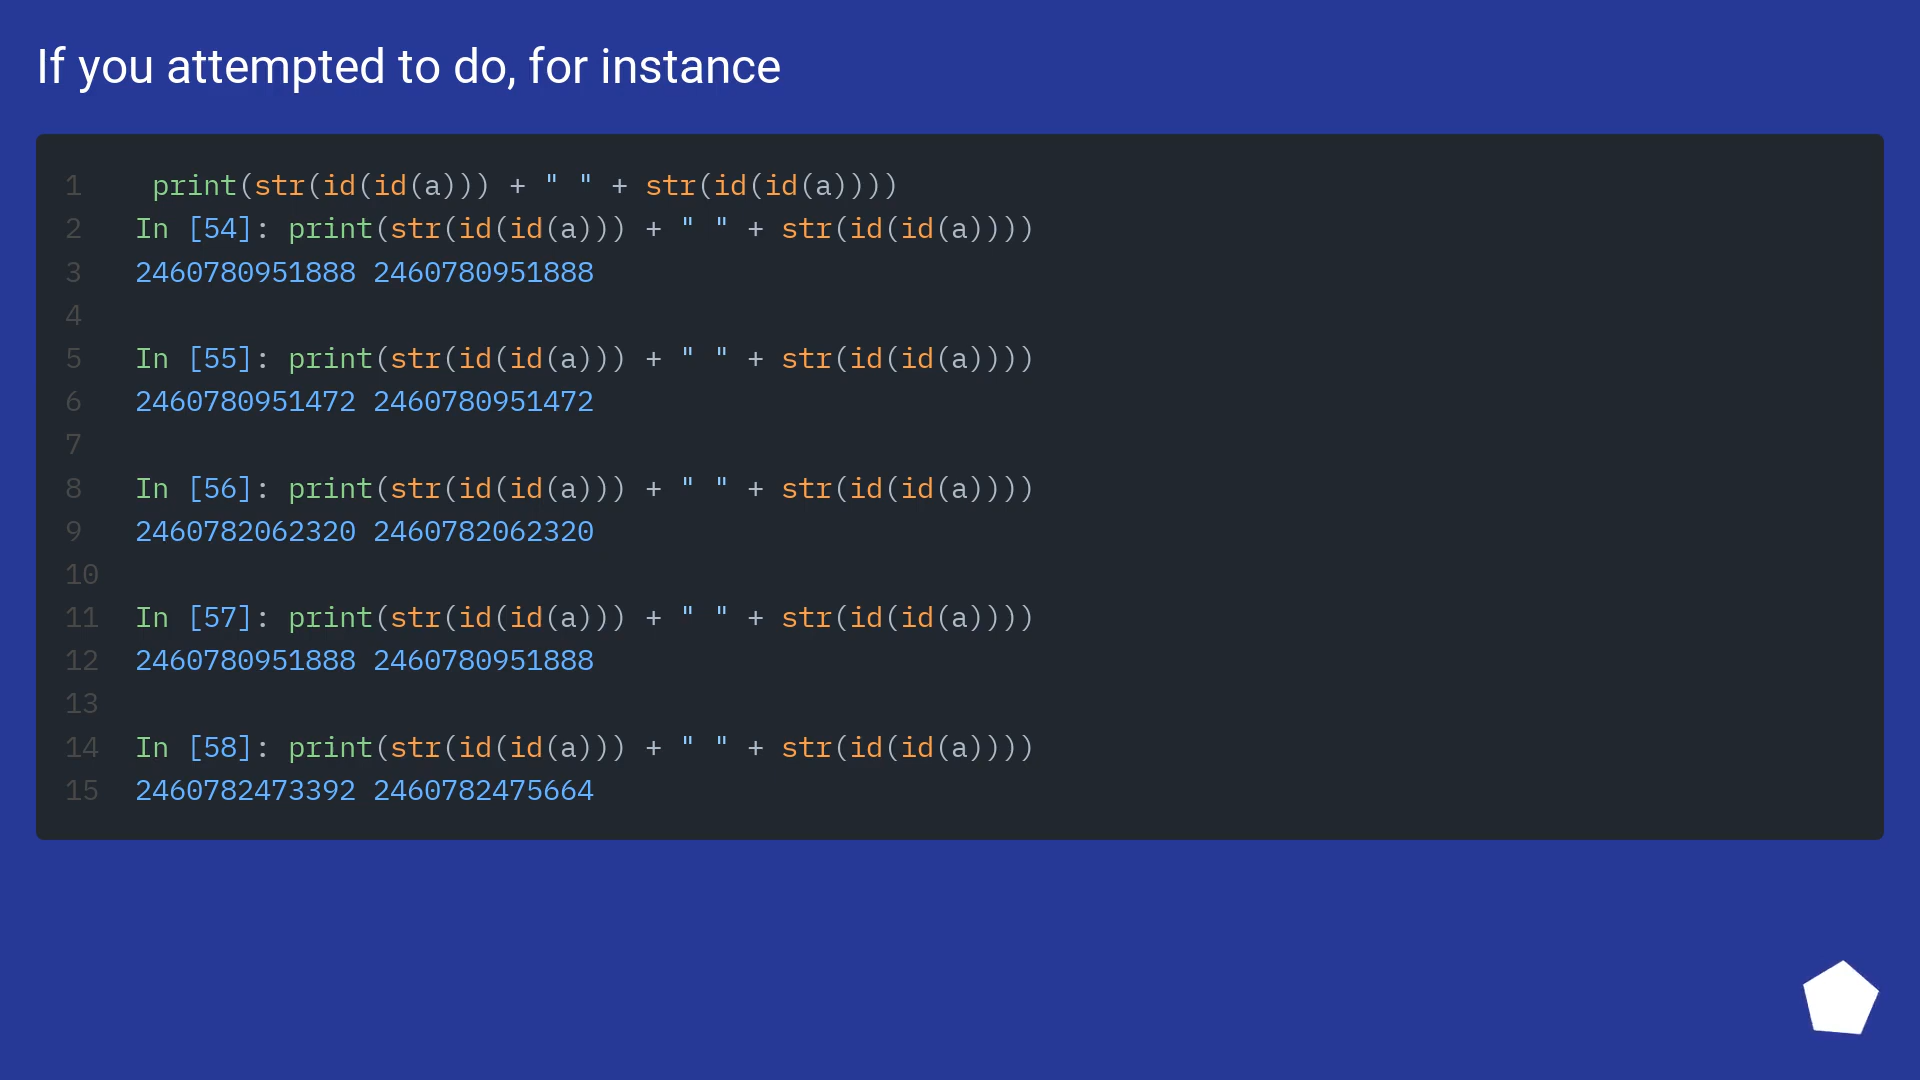 If you attempted to do, for instance
1 print(str(id(id(a))) + " " + str(id(id(a))))
2 In [54]: print(str(id(id(a))) + " " + str(id(id(a))))
3 2460780951888 2460780951888
4
5 In [55]: print(str(id(id(a))) + " " + str(id(id(a))))
6 2460780951472 2460780951472
7
8 In [56]: print(str(id(id(a))) + " " + str(id(id(a))))
9 2460782062320 2460782062320
10
11 In [57]: print(str(id(id(a))) + " " + str(id(id(a))))
12 2460780951888 2460780951888
13
14 In [58]: print(str(id(id(a))) + " " + str(id(id(a))))
15 2460782473392 2460782475664